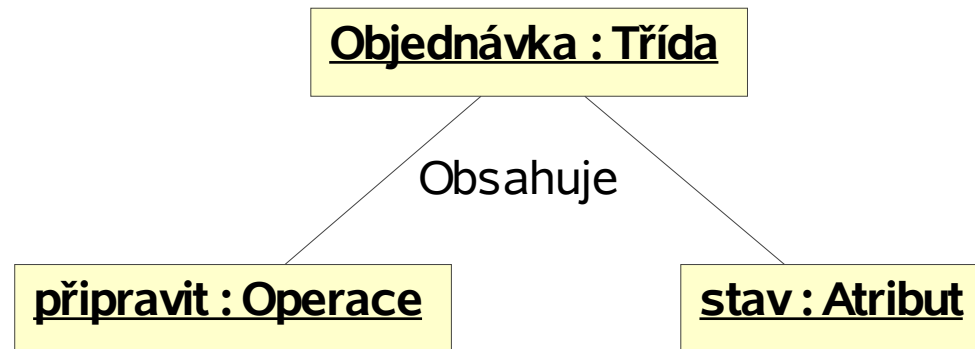 Objednávka : Třída
Obsahuje
připravit : Operace
stav : Atribut